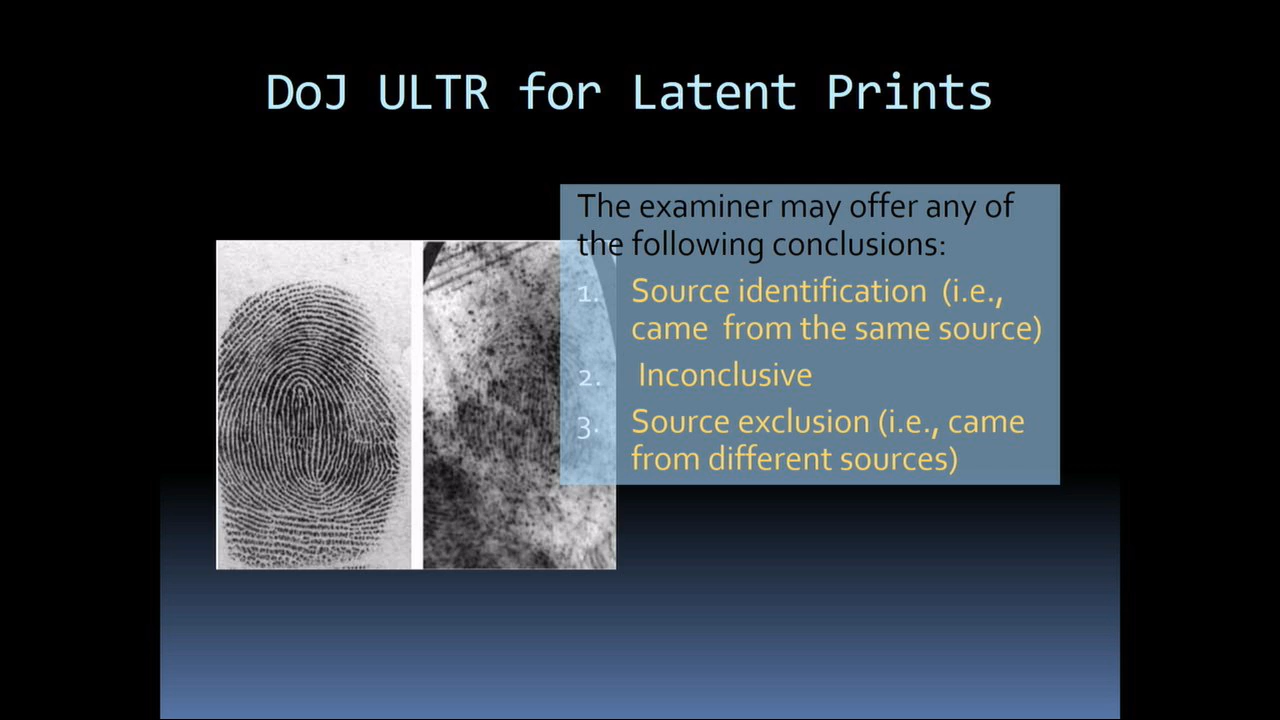 DoJ ULTR for Latent Prints
The examiner may offer any of
the following conclusions:
1. Source identification (i.e.,
came from the same source)
2. Inconclusive
3. Source exclusion (i.e., came
from different sources)